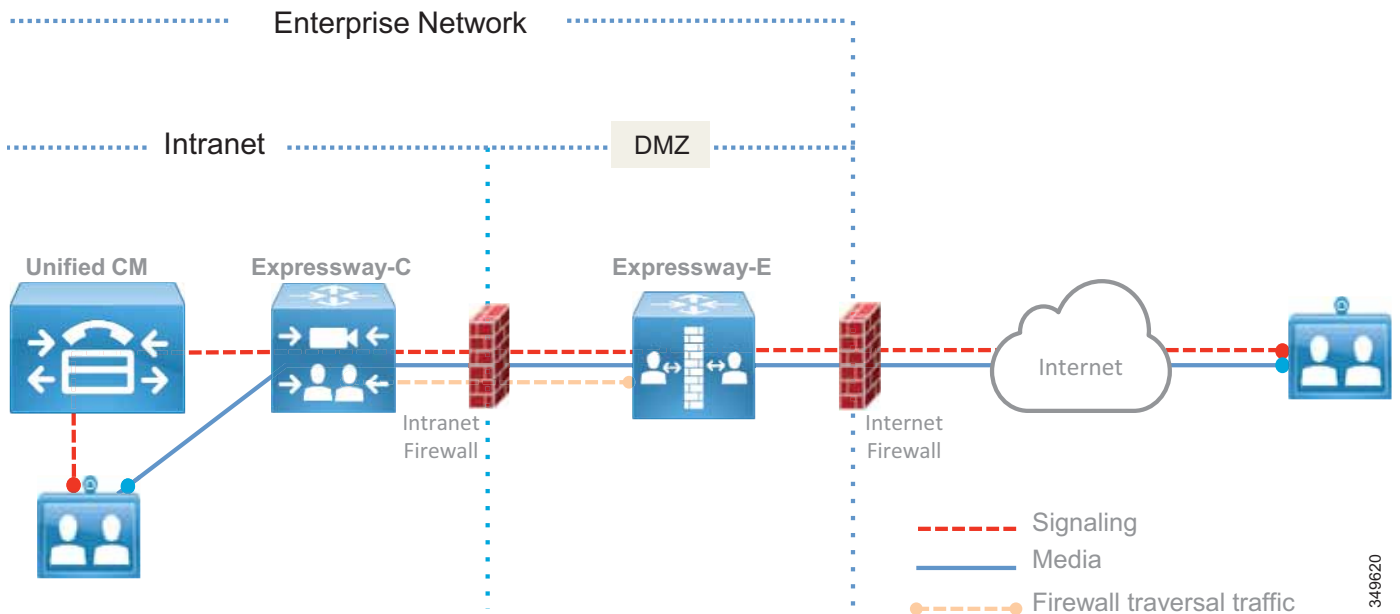 Enterprise Network
Intranet
DMZ
Unified CM
Expressway-C
Expressway-E
Internet
Intranet
Firewall
Internet
Firewall
Signaling
Media
Firewall traversal traffic
349620